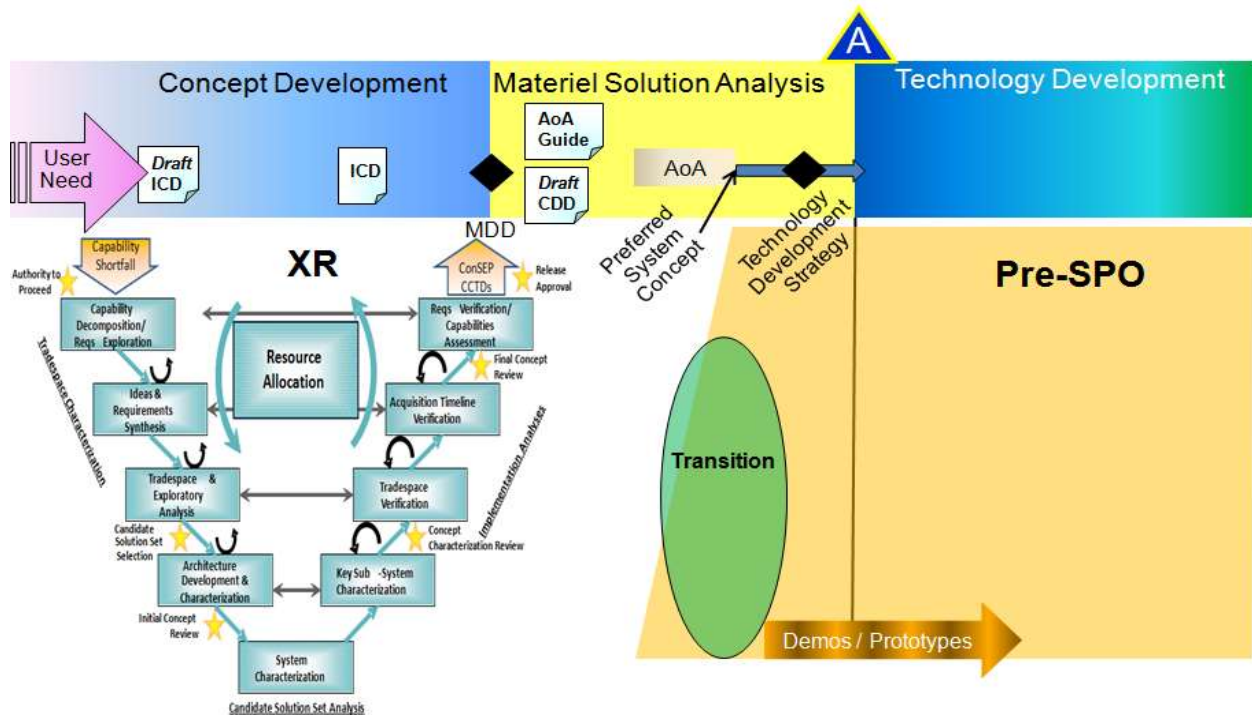 A
Concept Development
Materiel Solution Analysis
Technology Development
User
Need
Draft
ICD
ICD
AoA
Guide
Draft
CDD
AoA
Preferred
System
Concept
Technology
Development
Strategy
MDD
XR
Pre-SPO
Capability
Shortfall
Authority to
Proceed
ConSEP
CCTDs
Release
Approval
Capability
Decomposition/
Reqs Exploration
Reqs Verification/
Capabilities
Assessment
Resource
Allocation
Final Concept
Review
Tradespace Characterization
Ideas &
Requirements
Synthesis
Acquisition Timeline
Verification
Implementation Analyses
Tradespace &
Exploratory
Analysis
Tradespace
Verification
Candidate
Solution Set
Selection
Concept
Characterization Review
Architecture
Development &
Characterization
Key Sub -System
Characterization
Initial Concept
Review
System
Characterization
Candidate Solution Set Analysis
Transition
Demos / Prototypes